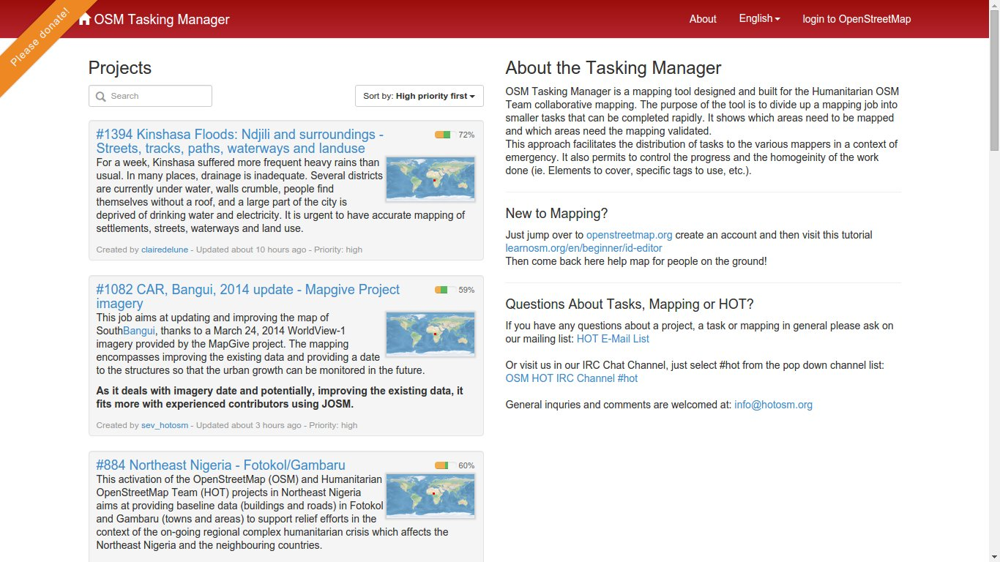 Please donate!
OSM Tasking Manager
About
English
login to OpenStreetMap
Projects
Search
Sort by: High priority first
#1394 Kinshasa Floods: Ndjili and surroundings -
Streets, tracks, paths, waterways and landuse
72%
For a week, Kinshasa suffered more frequent heavy rains than
usual. In many places, drainage is inadequate. Several districts
are currently under water, walls crumble, people find
themselves without a roof, and a large part of the city is
deprived of drinking water and electricity. It is urgent to have accurate mapping of
settlements, streets, waterways and land use.
Created by clairedelune - Updated about 10 hours ago - Priority: high
#1082 CAR, Bangui, 2014 update - Mapgive Project
imagery
59%
This job aims at updating and improving the map of
SouthBangui, thanks to a March 24, 2014 WorldView-1
imagery provided by the MapGive project. The mapping
encompasses improving the existing data and providing a date
to the structures so that the urban growth can be monitored in the future.
As it deals with imagery date and potentially, improving the existing data, it
fits more with experienced contributors using JOSM.
Created by sev_hotosm - Updated about 3 hours ago - Priority: high
#884 Northeast Nigeria - Fotokol/Gambaru
60%
This activation of the OpenStreetMap (OSM) and Humanitarian
OpenStreetMap Team (HOT) projects in Northeast Nigeria
aims at providing baseline data (buildings and roads) in Fotokol
and Gambaru (towns and areas) to support relief efforts in the
context of the on-going regional complex humanitarian crisis which affects the
Northeast Nigeria and the neighbouring countries.
About the Tasking Manager
OSM Tasking Manager is a mapping tool designed and built for the Humanitarian OSM
Team collaborative mapping. The purpose of the tool is to divide up a mapping job into
smaller tasks that can be completed rapidly. It shows which areas need to be mapped
and which areas need the mapping validated.
This approach facilitates the distribution of tasks to the various mappers in a context of
emergency. It also permits to control the progress and the homogeinity of the work
done (ie. Elements to cover, specific tags to use, etc.).
New to Mapping?
Just jump over to openstreetmap.org create an account and then visit this tutorial
learnosm.org/en/beginner/id-editor
Then come back here help map for people on the ground!
Questions About Tasks, Mapping or HOT?
If you have any questions about a project, a task or mapping in general please ask on
our mailing list: HOT E-Mail List
Or visit us in our IRC Chat Channel, just select #hot from the pop down channel list:
OSM HOT IRC Channel #hot
General inquries and comments are welcomed at: info@hotosm.org